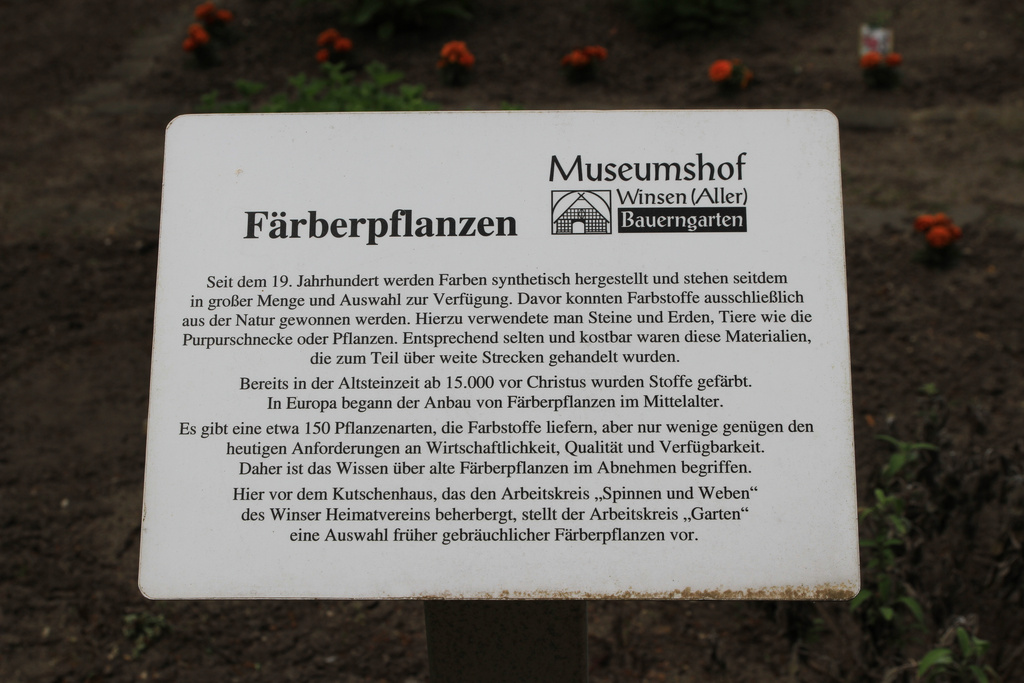 Museumshof
Winsen (Aller)
Bauerngarten
Färberpflanzen
Seit dem 19. Jahrhundert werden Farben synthetisch hergestellt und stehen seitdem
in großer Menge und Auswahl zur Verfügung. Davor konnten Farbstoffe ausschließlich
aus der Natur gewonnen werden. Hierzu verwendete man Steine und Erden, Tiere wie die
Purpurschnecke oder Pflanzen. Entsprechend selten und kostbar waren diese Materialien,
die zum Teil über weite Strecken gehandelt wurden.
Bereits in der Altsteinzeit ab 15.000 vor Christus wurden Stoffe gefärbt.
In Europa begann der Anbau von Färberpflanzen im Mittelalter.
Es gibt eine etwa 150 Pflanzenarten, die Farbstoffe liefern, aber nur wenige genügen den
heutigen Anforderungen an Wirtschaftlichkeit, Qualität und Verfügbarkeit.
Daher ist das Wissen über alte Färberpflanzen im Abnehmen begriffen.
Hier vor dem Kutschenhaus, das den Arbeitskreis „Spinnen und Weben“
des Winser Heimatvereins beherbergt, stellt der Arbeitskreis „Garten“
eine Auswahl früher gebräuchlicher Färberpflanzen vor.